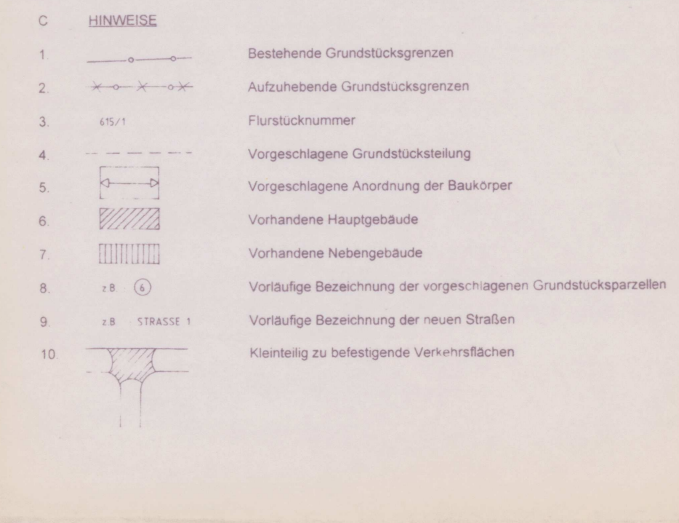 C HINWEISE
1. Bestehende Grundstücksgrenzen
2. Aufzuhebende Grundstücksgrenzen
3. 615/1 Flurstücknummer
4. Vorgeschlagene Grundstücksteilung
5. Vorgeschlagene Anordnung der Baukörper
6. Vorhandene Hauptgebäude
7. Vorhandene Nebengebäude
8. z.B. 6 Vorläufige Bezeichnung der vorgeschlagenen Grundstücksparzellen
9. z.B. STRASSE 1 Vorläufige Bezeichnung der neuen Straßen
10 Kleinteilig zu befestigende Verkehrsflächen